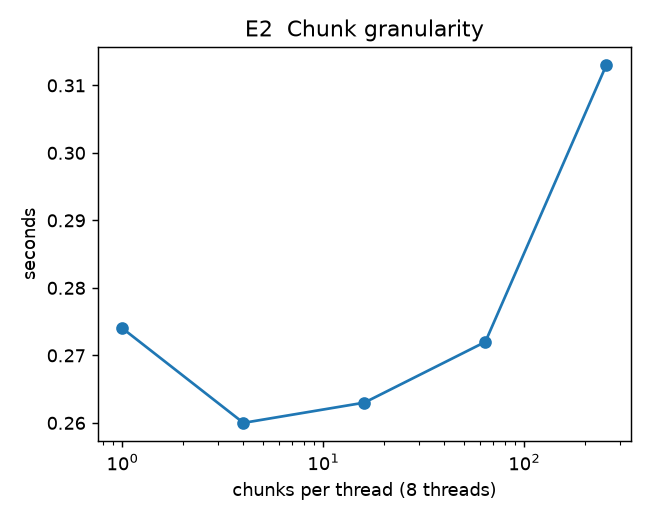 E2  Chunk granularity
0.31
0.30
0.29
0.28
0.27
0.26
seconds
10⁰ 10¹ 10²
chunks per thread (8 threads)